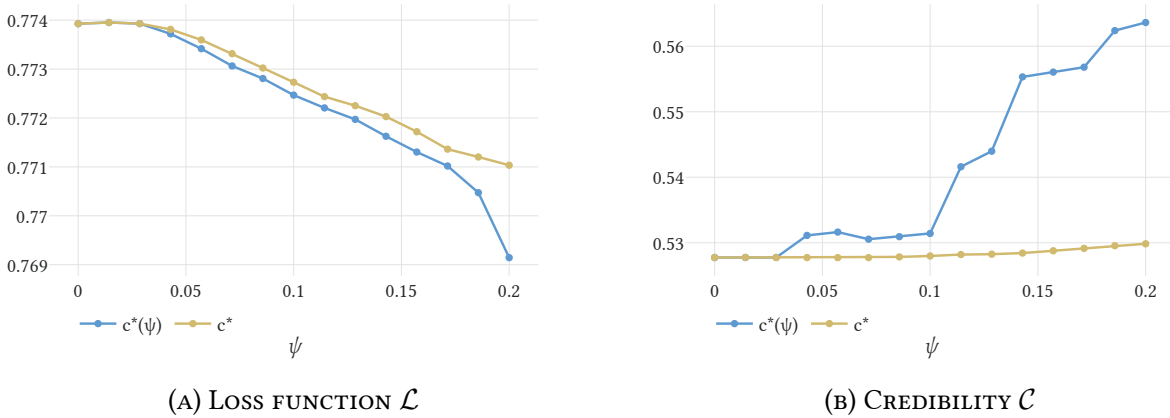 0.774
0.773
0.772
0.771
0.77
0.769
0 0.05 0.1 0.15 0.2
c*(ψ) c*
ψ
(A) Loss function ℒ
0.56
0.55
0.54
0.53
0 0.05 0.1 0.15 0.2
c*(ψ) c*
ψ
(B) Credibility 𝒞